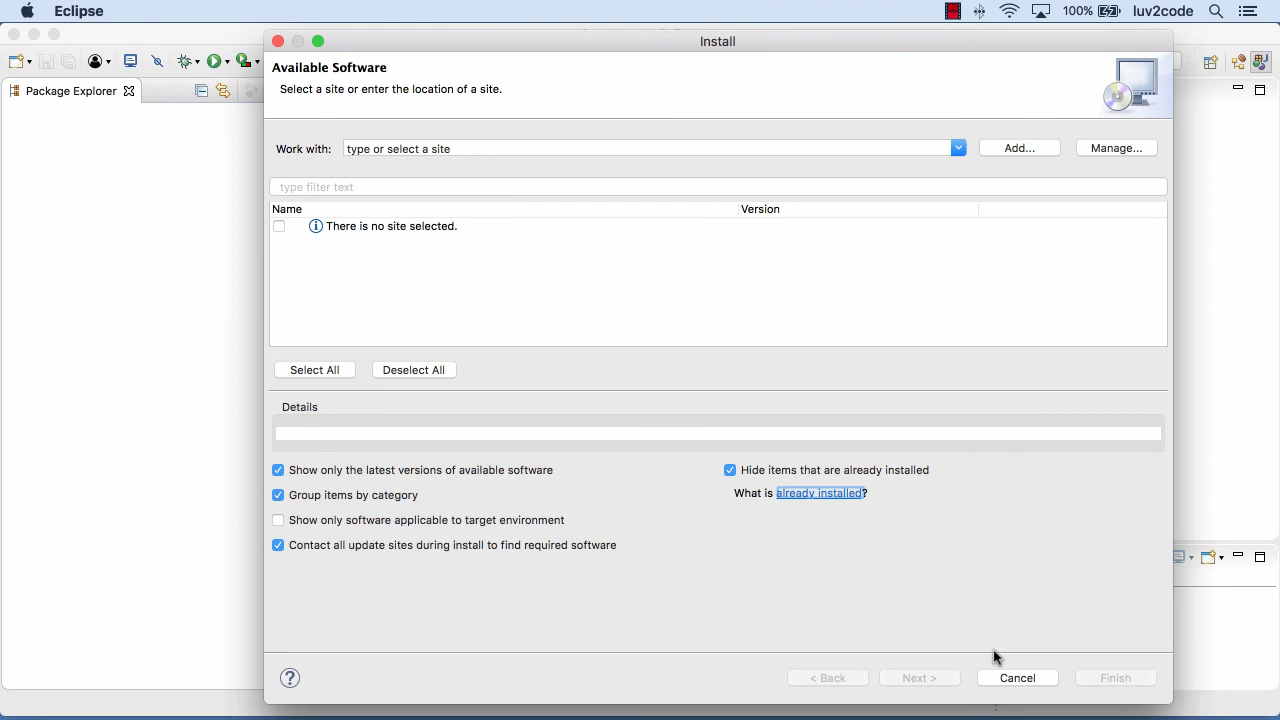 Eclipse
100%
luv2code
Install
Package Explorer
Available Software
Select a site or enter the location of a site.
Work with:
type or select a site
Add...
Manage...
type filter text
Name
Version
There is no site selected.
Select All
Deselect All
Details
Show only the latest versions of available software
Hide items that are already installed
Group items by category
What is already installed?
Show only software applicable to target environment
Contact all update sites during install to find required software
?
< Back
Next >
Cancel
Finish